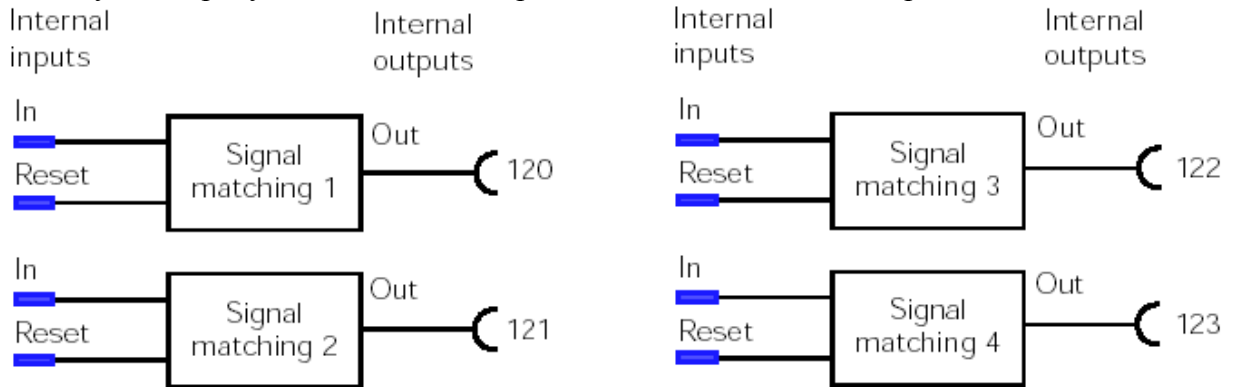 Internal
inputs
Internal
outputs
In
Reset
Signal
matching 1
Out
120
In
Reset
Signal
matching 2
Out
121
Internal
inputs
Internal
outputs
In
Reset
Signal
matching 3
Out
122
In
Reset
Signal
matching 4
Out
123